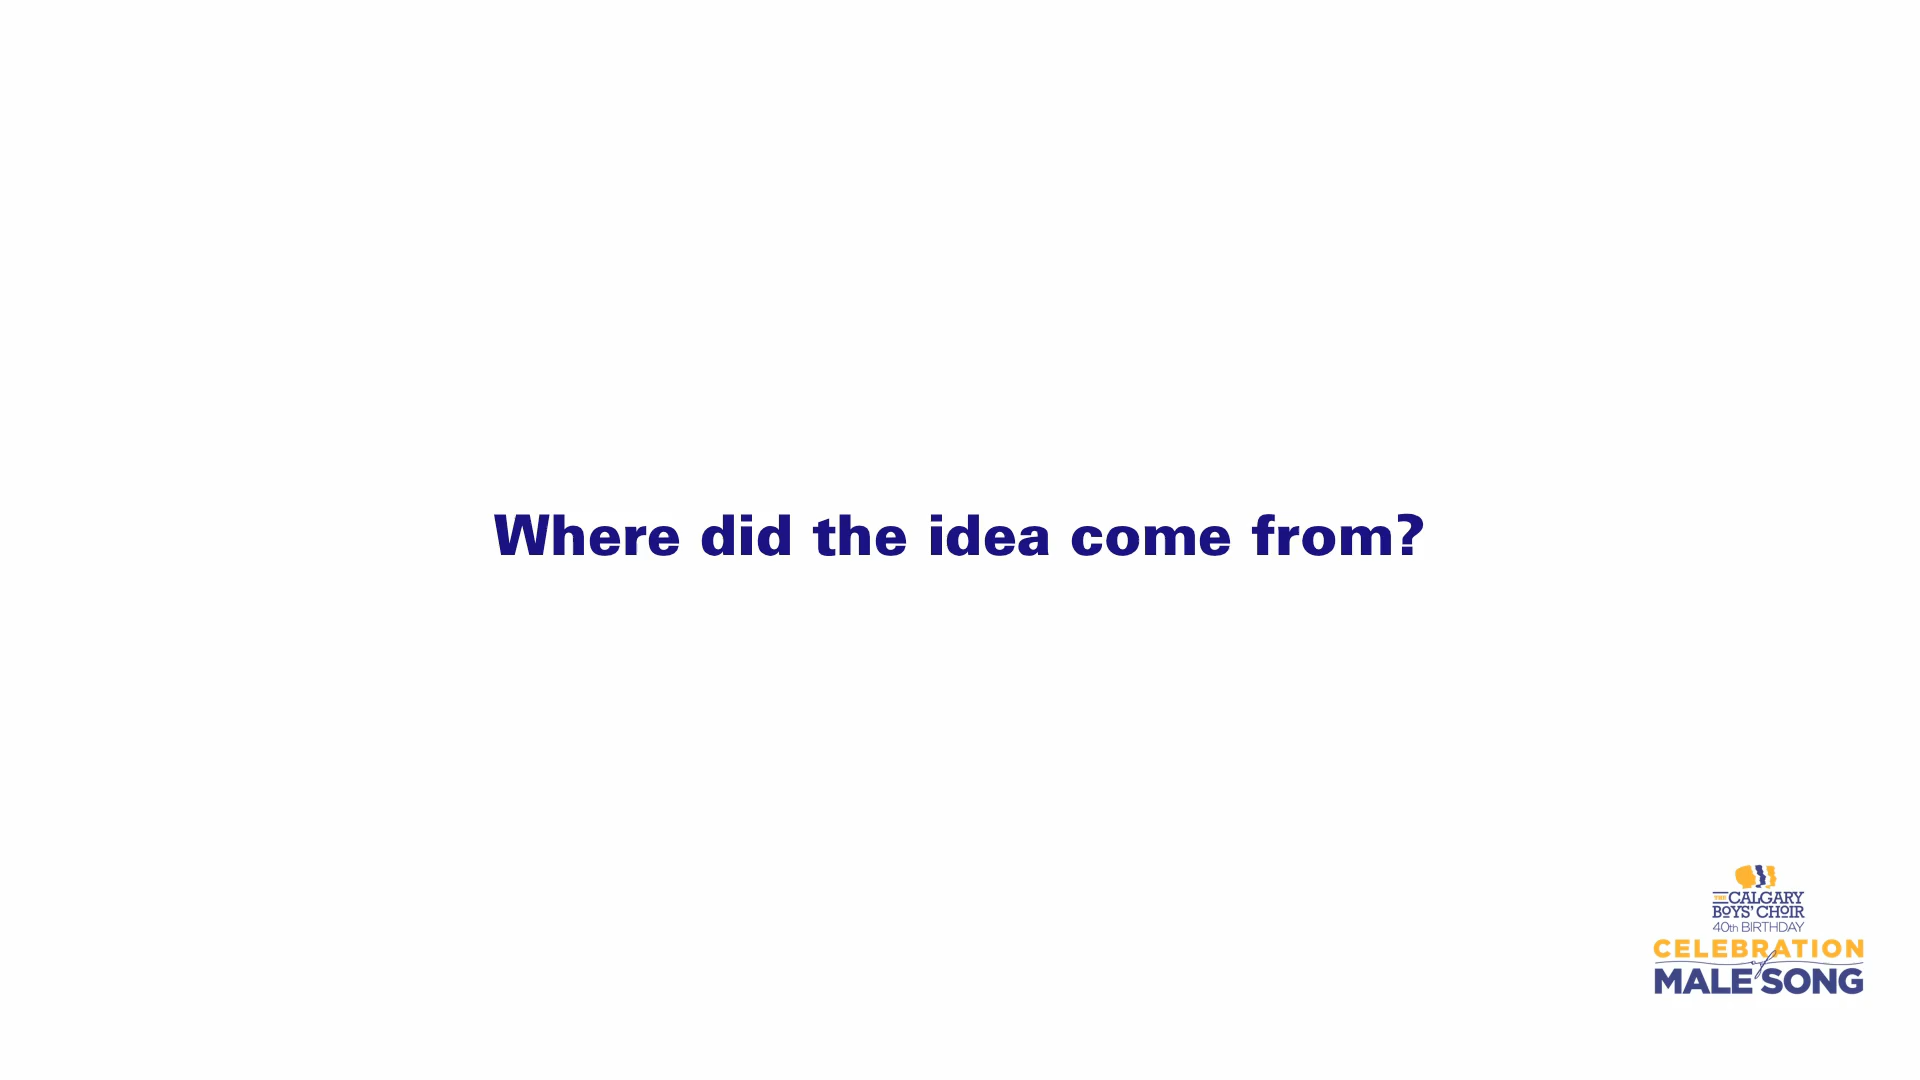 Where did the idea come from?
THE CALGARY
BOYS' CHOIR
40th BIRTHDAY
CELEBRATION
of
MALE SONG